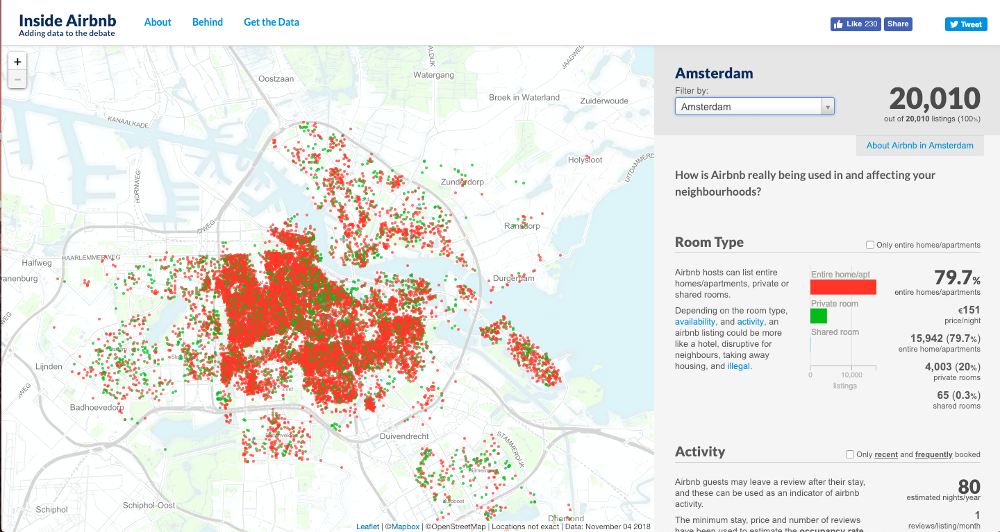 Inside Airbnb
Adding data to the debate
About
Behind
Get the Data
Like 230
Share
Tweet
+
−
Oostzaan
Watergang
Broek in Waterland
Zuiderwoude
KANAALKADE
HORNWEG
Holysloot
Zunderdorp
Ransdorp
DWEG
HAARLEMMERWEG
Halfweg
wanenburg
Durgerdam
Lijnden
Badhoevedorp
Zuid
Duivendrecht
STAMMERDIJK
Schiphol
Schiphol-Oost
Driemond
Leaflet | ©Mapbox | ©OpenStreetMap | Locations not exact | Data: November 04 2018
Amsterdam
Filter by:
Amsterdam
20,010
out of 20,010 listings (100%)
About Airbnb in Amsterdam
How is Airbnb really being used in and affecting your
neighbourhoods?
Room Type
Only entire homes/apartments
Airbnb hosts can list entire
homes/apartments, private or
shared rooms.
Depending on the room type,
availability, and activity, an
airbnb listing could be more
like a hotel, disruptive for
neighbours, taking away
housing, and illegal.
Entire home/apt
Private room
Shared room
0
10,000
listings
79.7%
entire homes/apartments
€151
price/night
15,942 (79.7%)
entire home/apartments
4,003 (20%)
private rooms
65 (0.3%)
shared rooms
Activity
Only recent and frequently booked
Airbnb guests may leave a review after their stay,
and these can be used as an indicator of airbnb
activity.
The minimum stay, price and number of reviews
have been used to estimate the occupancy rate
80
estimated nights/year
1
reviews/listing/month